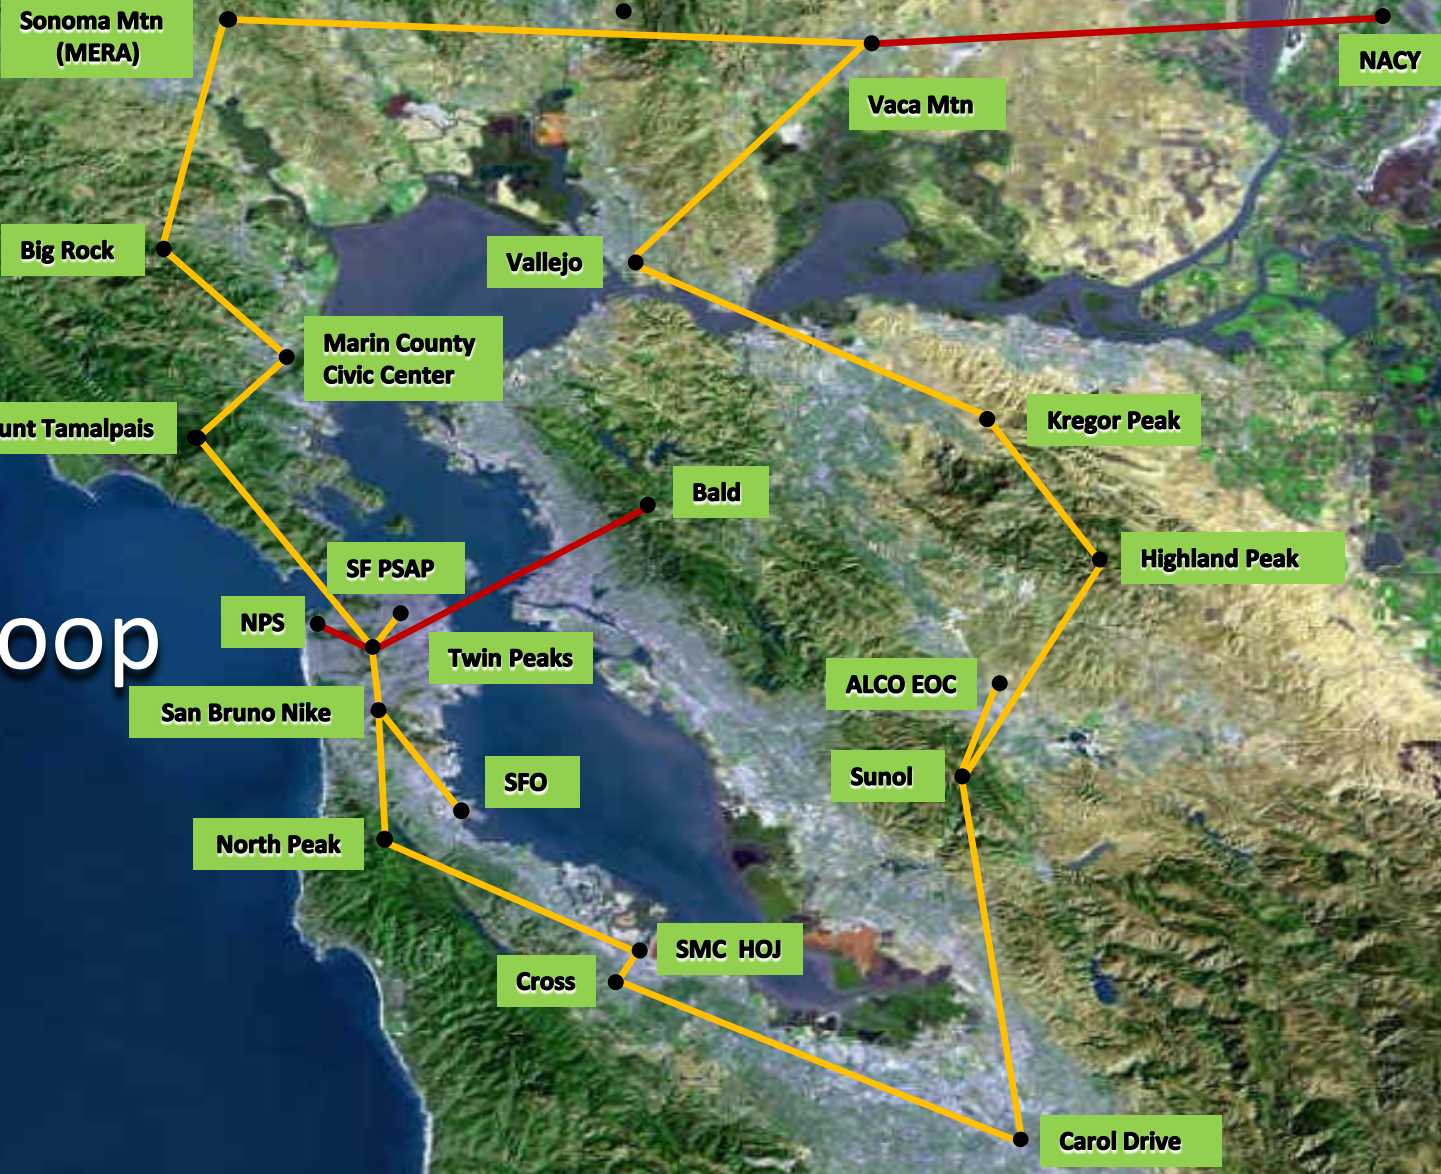 Sonoma Mtn
(MERA)
NACY
Vaca Mtn
Big Rock
Vallejo
Marin County
Civic Center
unt Tamalpais
Kregor Peak
Bald
Highland Peak
SF PSAP
NPS
oop
Twin Peaks
ALCO EOC
San Bruno Nike
Sunol
SFO
North Peak
SMC HOJ
Cross
Carol Drive